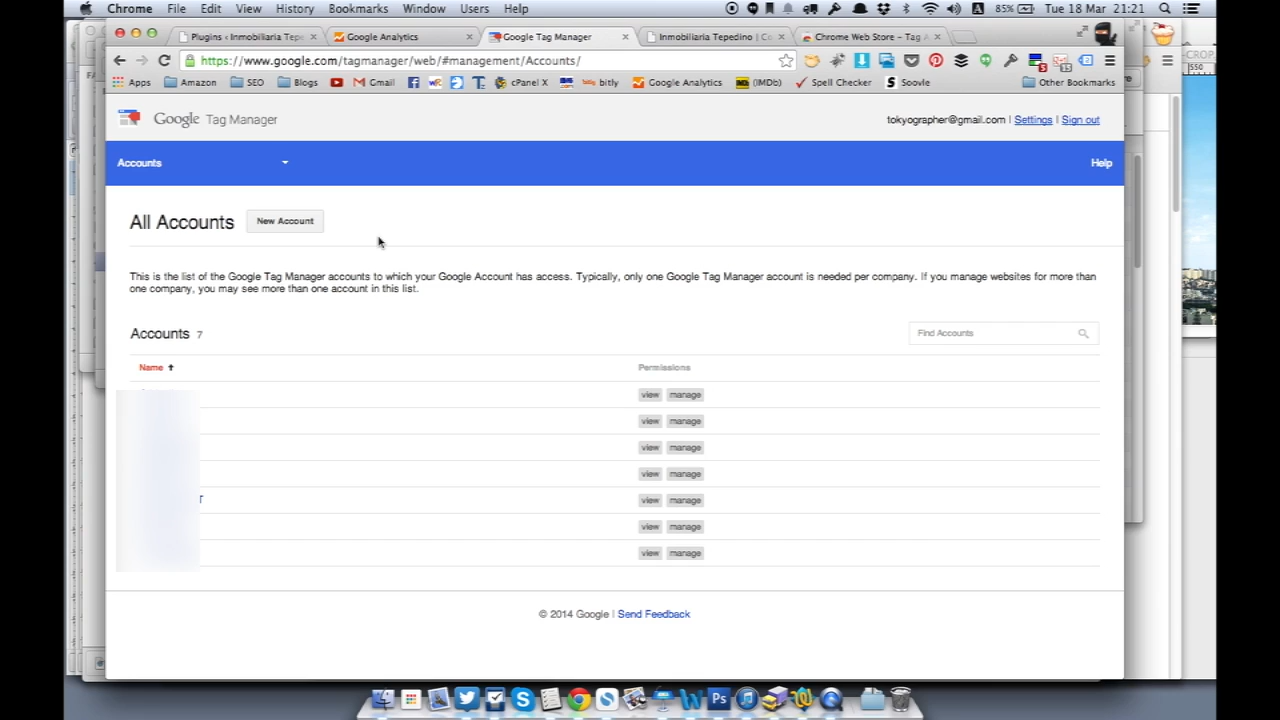 Chrome File Edit View History Bookmarks Window Users Help 85% Tue 18 Mar 21:21
Plugins ‹ Inmobiliaria Tepe Google Analytics Google Tag Manager Inmobiliaria Tepedino | Co Chrome Web Store - Tag A
https://www.google.com/tagmanager/web/#management/Accounts/
Apps Amazon SEO Blogs Gmail cPanel X bitly Google Analytics (IMDb) Spell Checker Soovle Other Bookmarks
Google Tag Manager
tokyographer@gmail.com | Settings | Sign out
Accounts Help
All Accounts New Account
This is the list of the Google Tag Manager accounts to which your Google Account has access. Typically, only one Google Tag Manager account is needed per company. If you manage websites for more than
one company, you may see more than one account in this list.
Accounts 7 Find Accounts
Name Permissions
view manage
view manage
view manage
view manage
view manage
view manage
view manage
© 2014 Google | Send Feedback